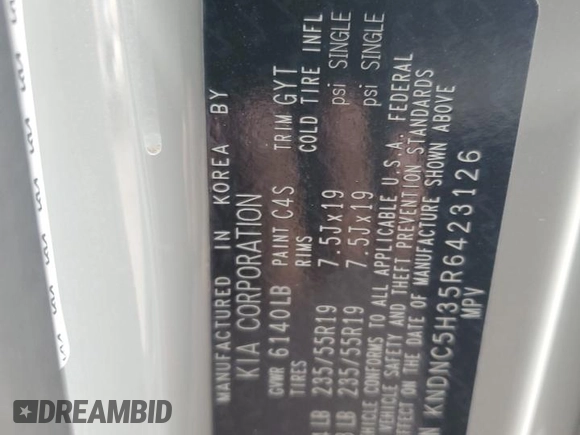 MANUFACTURED IN KOREA BY
KIA CORPORATION
GVWR 6140LB PAINT C4S TRIM GYT
TIRES RIMS COLD TIRE INFL
LB 235/55R19 7.5Jx19 psi SINGLE
LB 235/55R19 7.5Jx19 psi SINGLE
CONFORMS TO ALL APPLICABLE U.S.A. FEDERAL
VEHICLE SAFETY AND THEFT PREVENTION STANDARDS
EFFECT ON THE DATE OF MANUFACTURE SHOWN ABOVE
KNDNC5H35R6423126
MPV
DREAMBID